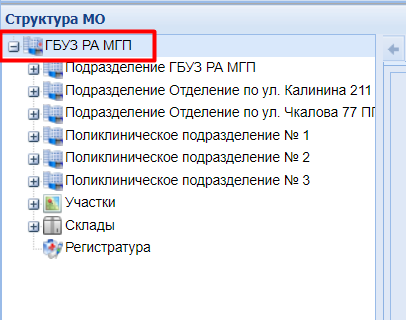 Структура МО
ГБУЗ РА МГП
Подразделение ГБУЗ РА МГП
Подразделение Отделение по ул. Калинина 211
Подразделение Отделение по ул. Чкалова 77 ПГ
Поликлиническое подразделение № 1
Поликлиническое подразделение № 2
Поликлиническое подразделение № 3
Участки
Склады
Регистратура